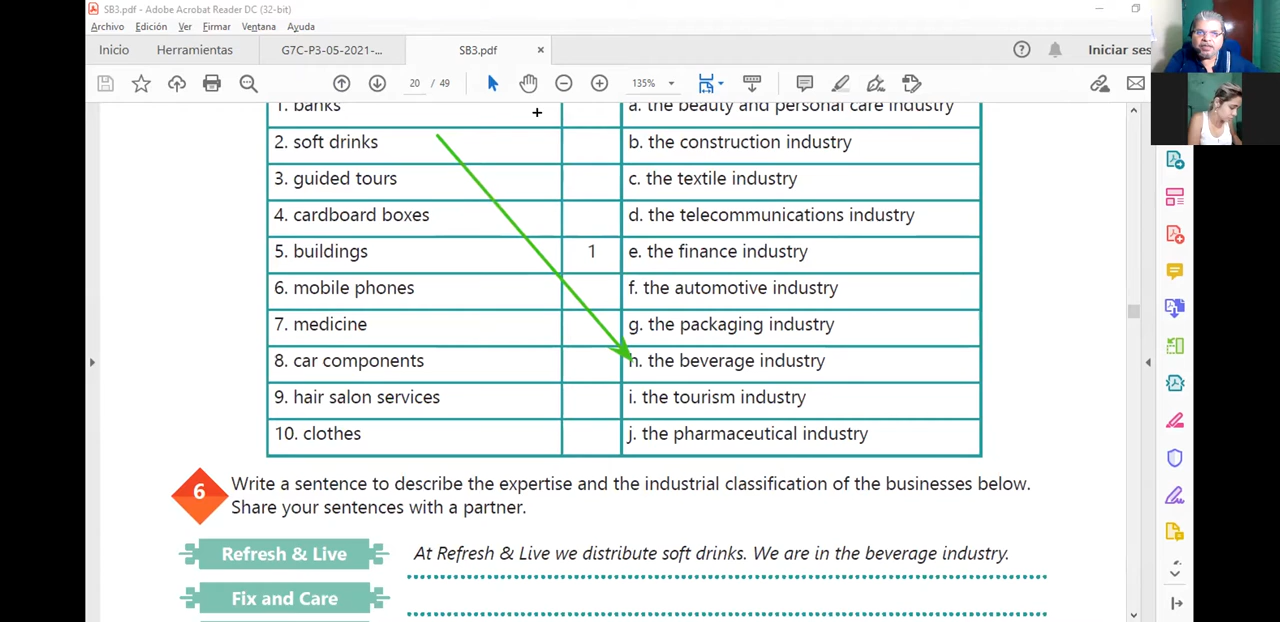 SB3.pdf - Adobe Acrobat Reader DC (32-bit)
Archivo Edición Ver Firmar Ventana Ayuda
Inicio Herramientas G7C-P3-05-2021-... SB3.pdf × Iniciar ses
20 / 49 135%
1. banks a. the beauty and personal care industry
2. soft drinks b. the construction industry
3. guided tours c. the textile industry
4. cardboard boxes d. the telecommunications industry
5. buildings 1 e. the finance industry
6. mobile phones f. the automotive industry
7. medicine g. the packaging industry
8. car components h. the beverage industry
9. hair salon services i. the tourism industry
10. clothes j. the pharmaceutical industry
6 Write a sentence to describe the expertise and the industrial classification of the businesses below.
Share your sentences with a partner.
Refresh & Live At Refresh & Live we distribute soft drinks. We are in the beverage industry.
Fix and Care